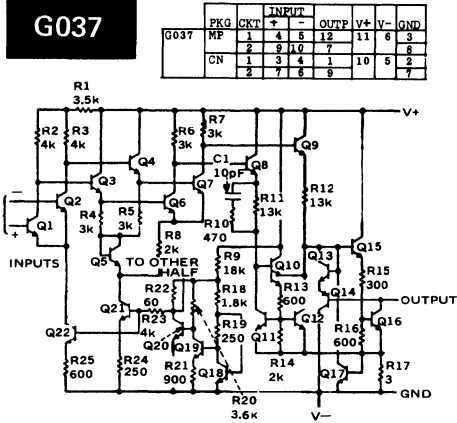 G037
INPUT
PKG CKT + - OUTP V+ V- GND
G037 MP 1 4 5 12 11 6 3
2 9 10 7 8
CN 1 3 4 1 10 5 2
2 7 6 9 7
R1
3.5k
V+
R2
4k
R3
4k
Q4
R6
3k
R7
3k
Q9
Q3
C1
10pF
Q8
Q7
R12
13k
Q2
R4
3k
R5
3k
Q6
R11
13k
Q1
R10
470
R8
2k
Q15
INPUTS
Q5
TO OTHER
HALF
R9
18k
Q10
Q13
R15
300
R22
60
R18
1.8k
R13
600
Q14
OUTPUT
Q21
R23
4k
R19
250
Q12
R16
600
Q16
Q22
Q20
Q19
Q11
R25
600
R24
250
R21
900
Q18
R14
2k
Q17
R17
3
R20
3.6k
GND
V-
-
+